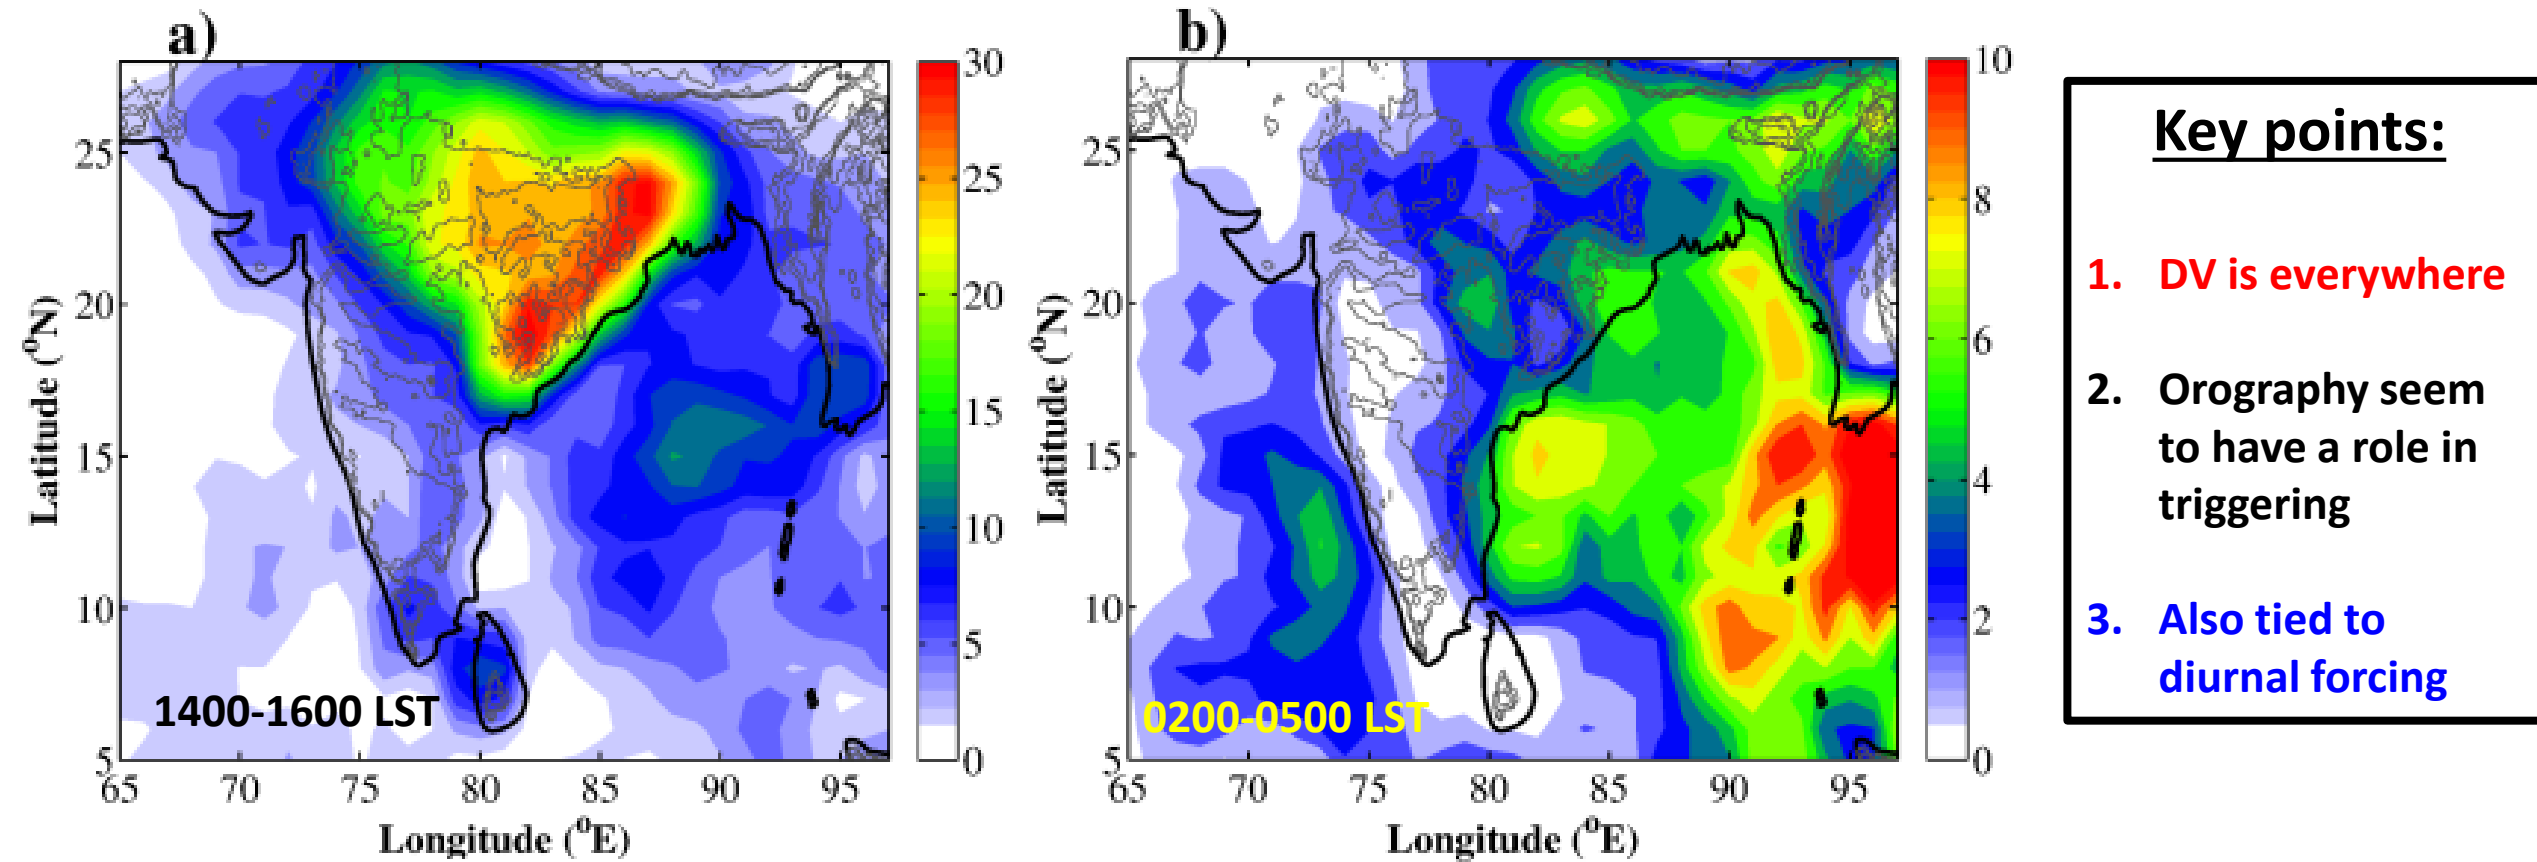 a)
30
25
20
15
10
5
0
25
20
15
10
5
65 70 75 80 85 90 95
Latitude (°N)
Longitude (°E)
1400-1600 LST
b)
10
8
6
4
2
0
25
20
15
10
5
65 70 75 80 85 90 95
Latitude (°N)
Longitude (°E)
0200-0500 LST
Key points:
1. DV is everywhere
2. Orography seem
to have a role in
triggering
3. Also tied to
diurnal forcing